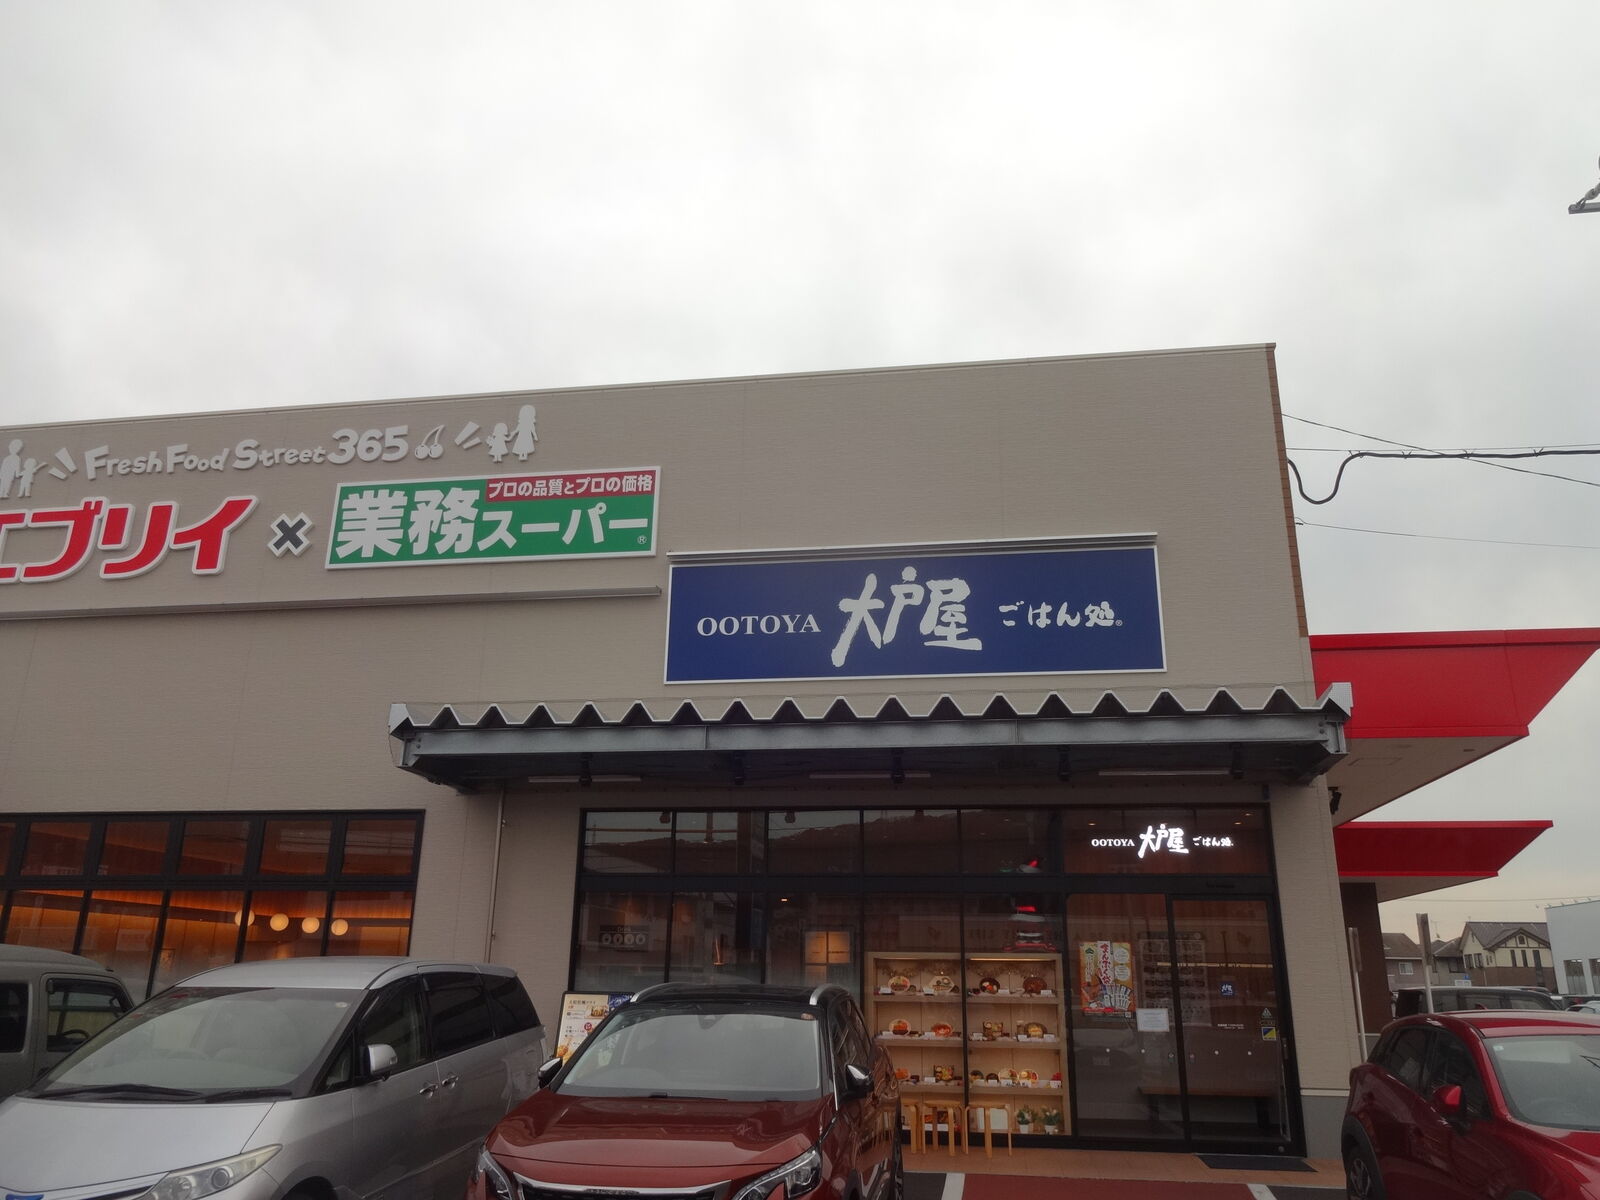 Fresh Food Street 365
エブリイ × 業務スーパー®
プロの品質とプロの価格
OOTOYA 大戸屋 ごはん処®
OOTOYA 大戸屋 ごはん処
Drink